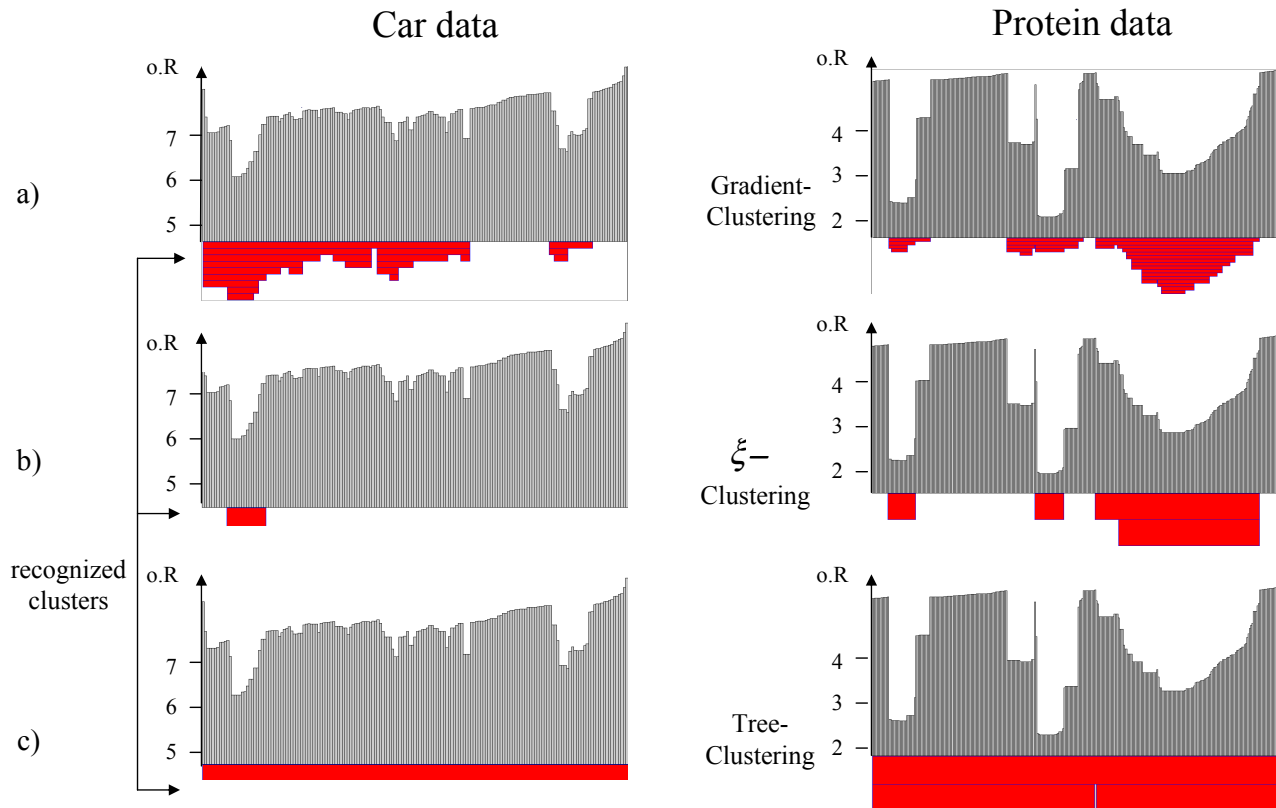 Car data
Protein data
o.R
7
6
5
a)
o.R
4
3
2
Gradient-
Clustering
o.R
7
6
5
b)
o.R
4
3
2
ξ–
Clustering
recognized
clusters
o.R
7
6
5
c)
o.R
4
3
2
Tree-
Clustering